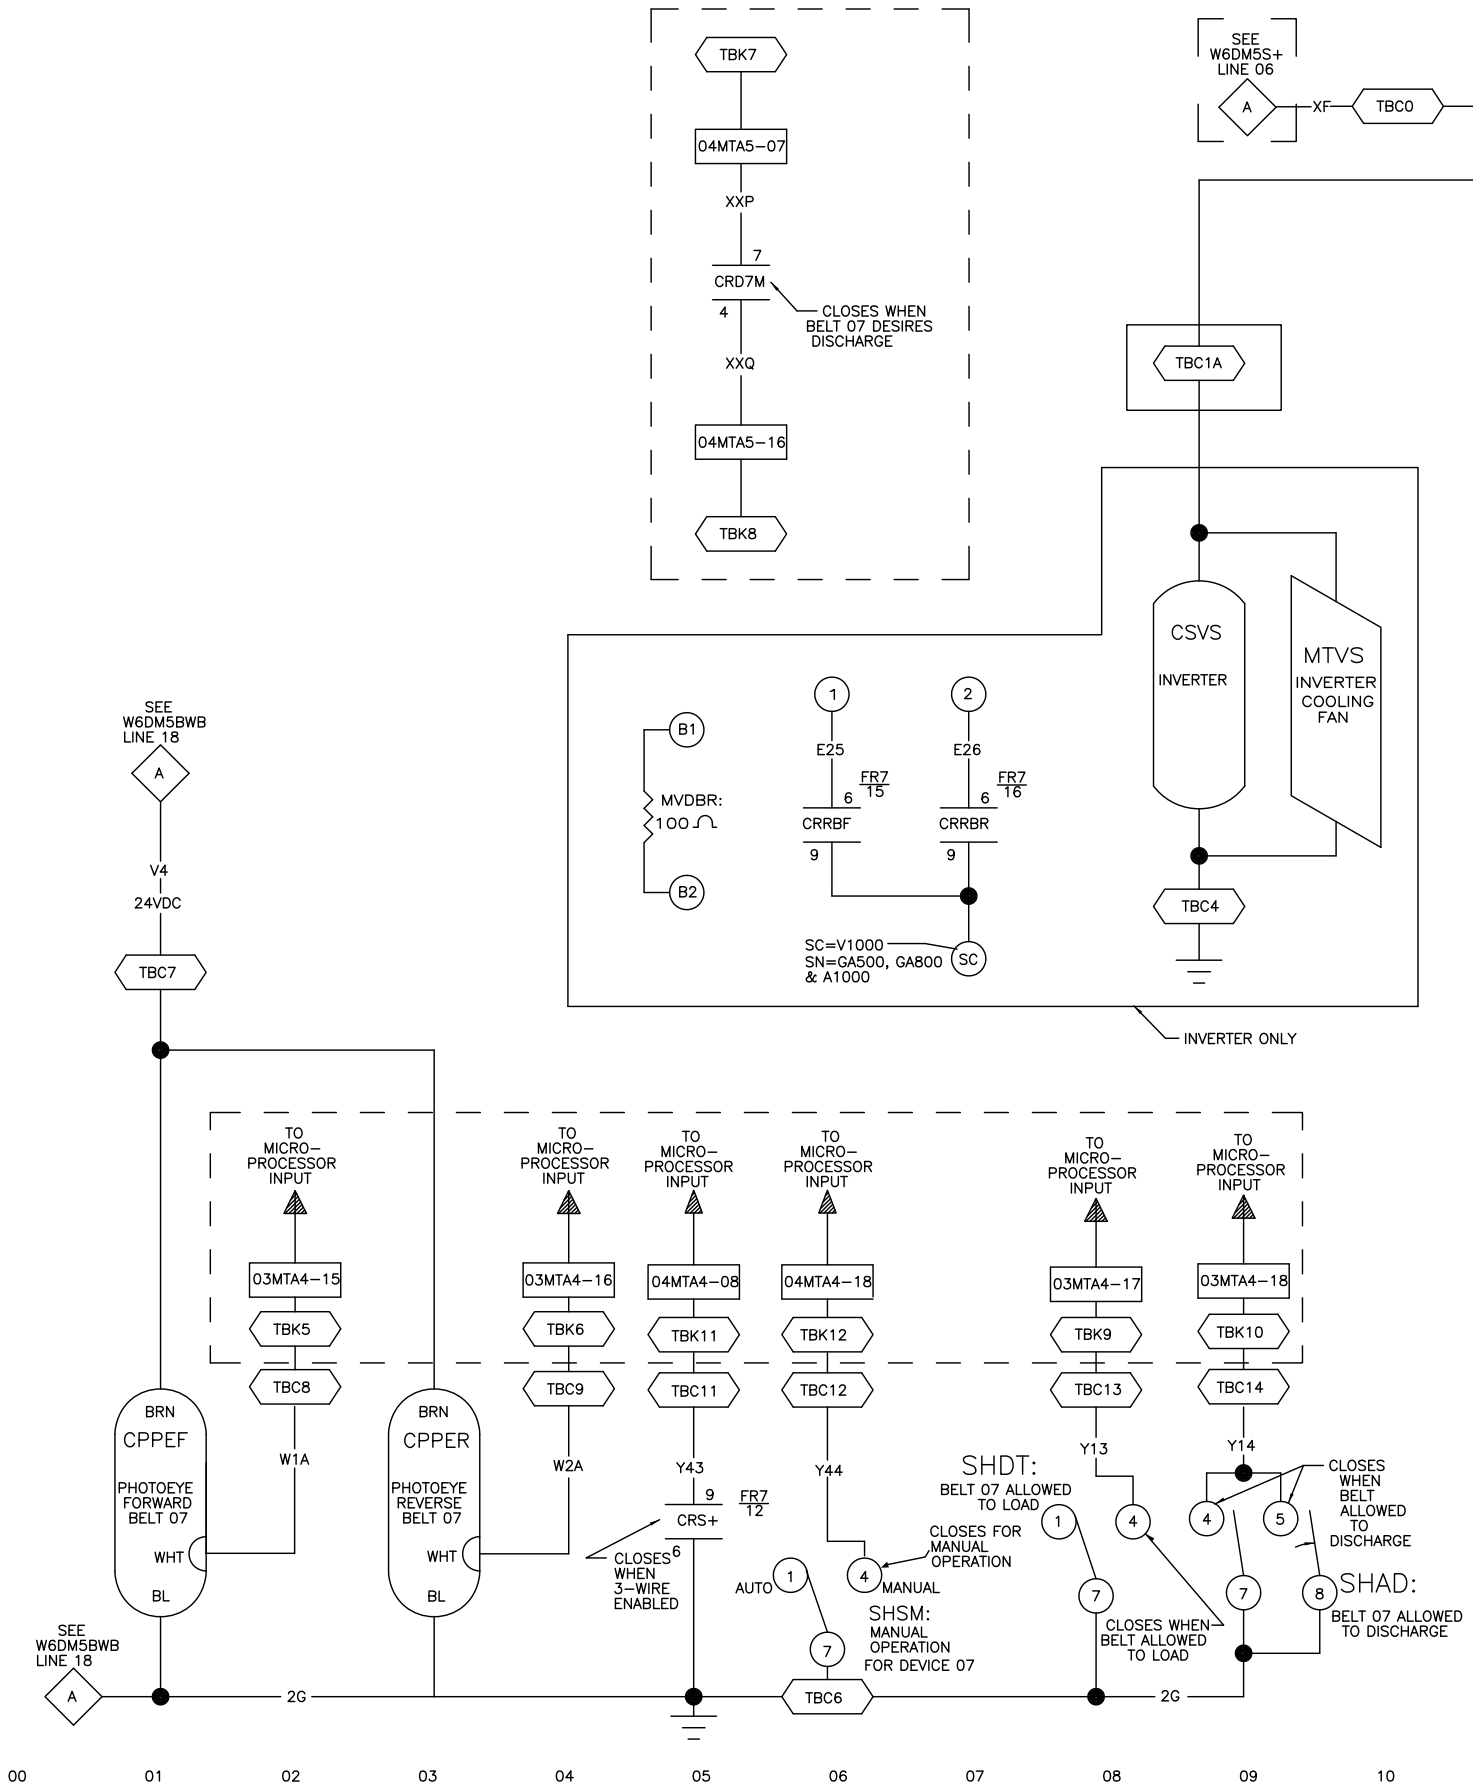 TBK7
04MTA5-07
XXP
7
CRD7M
4
CLOSES WHEN
BELT 07 DESIRES
DISCHARGE
XXQ
04MTA5-16
TBK8
SEE
W6DM5S+
LINE 06
A
XF
TBC0
TBC1A
CSVS
INVERTER
MTVS
INVERTER
COOLING
FAN
TBC4
B1
MVDBR:
100
B2
1
E25
6
FR7
15
CRRBF
9
2
E26
6
FR7
16
CRRBR
9
SC=V1000
SN=GA500, GA800
& A1000
SC
INVERTER ONLY
SEE
W6DM5BWB
LINE 18
A
V4
24VDC
TBC7
TO
MICRO-
PROCESSOR
INPUT
03MTA4-15
TBK5
TBC8
W1A
TO
MICRO-
PROCESSOR
INPUT
03MTA4-16
TBK6
TBC9
W2A
TO
MICRO-
PROCESSOR
INPUT
04MTA4-08
TBK11
TBC11
Y43
9
FR7
12
CRS+
6
CLOSES
WHEN
3-WIRE
ENABLED
TO
MICRO-
PROCESSOR
INPUT
04MTA4-18
TBK12
TBC12
Y44
CLOSES FOR
MANUAL
OPERATION
AUTO
1
4
MANUAL
SHSM:
MANUAL
OPERATION
FOR DEVICE 07
7
TBC6
TO
MICRO-
PROCESSOR
INPUT
03MTA4-17
TBK9
TBC13
Y13
SHDT:
BELT 07 ALLOWED
TO LOAD
1
4
7
CLOSES WHEN
BELT ALLOWED
TO LOAD
TO
MICRO-
PROCESSOR
INPUT
03MTA4-18
TBK10
TBC14
Y14
CLOSES
WHEN
BELT
ALLOWED
TO
DISCHARGE
4
5
7
8
SHAD:
BELT 07 ALLOWED
TO DISCHARGE
BRN
CPPEF
PHOTOEYE
FORWARD
BELT 07
WHT
BL
BRN
CPPER
PHOTOEYE
REVERSE
BELT 07
WHT
BL
SEE
W6DM5BWB
LINE 18
A
2G
2G
00 01 02 03 04 05 06 07 08 09 10